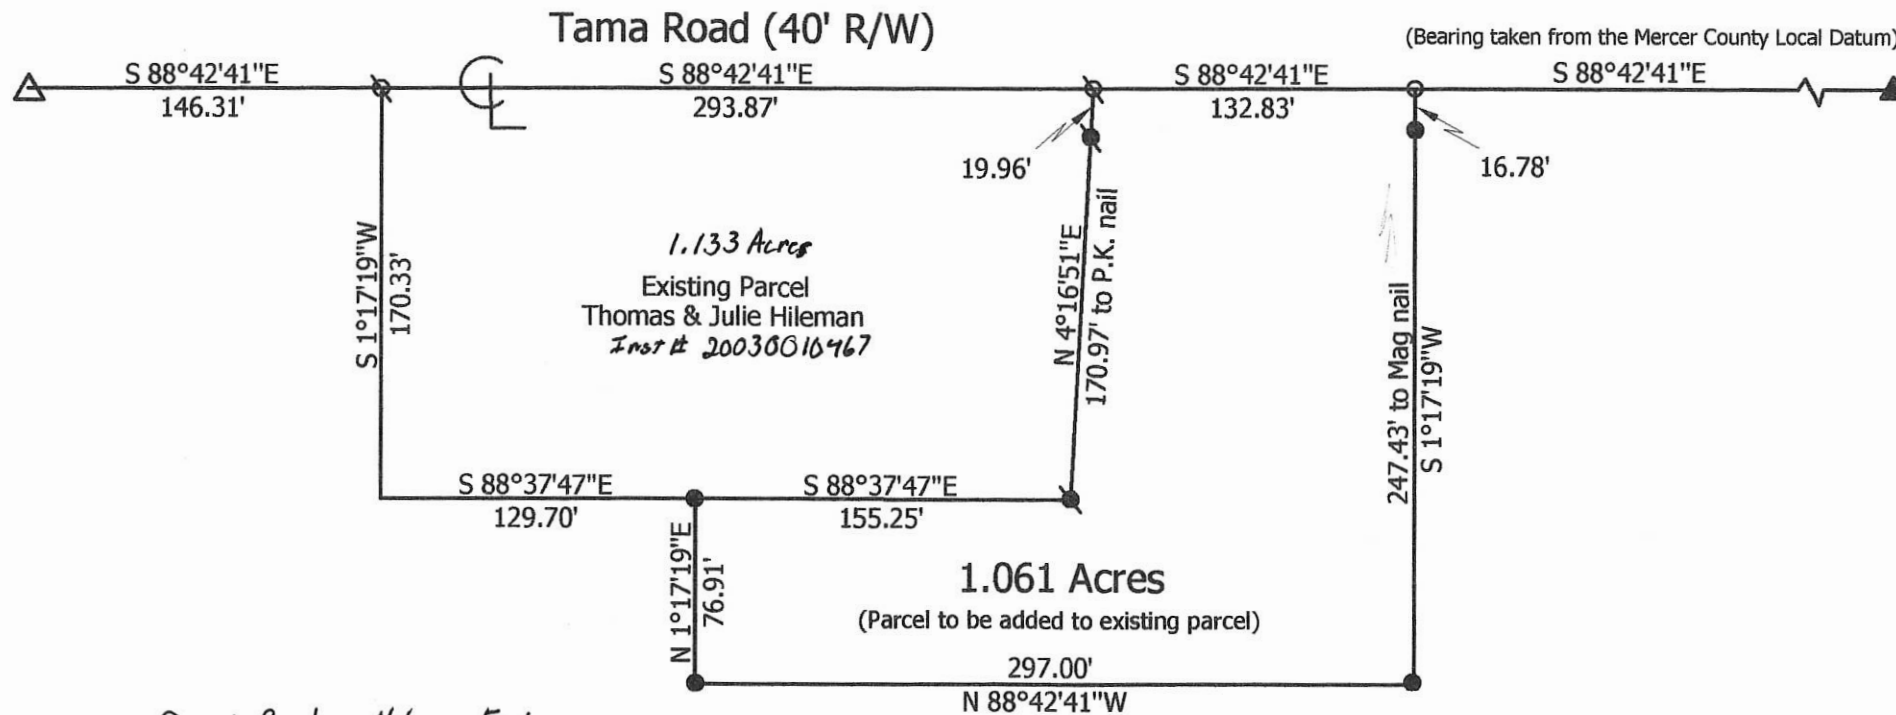 Tama Road (40' R/W)
(Bearing taken from the Mercer County Local Datum)
S 88°42'41"E
146.31'
S 88°42'41"E
293.87'
S 88°42'41"E
132.83'
S 88°42'41"E
19.96'
16.78'
S 1°17'19"W
170.33'
1.133 Acres
Existing Parcel
Thomas & Julie Hileman
Inst #
N 4°16'51"E
170.97' to P.K. nail
247.43' to Mag nail
S 1°17'19"W
S 88°37'47"E
129.70'
S 88°37'47"E
155.25'
N 1°17'19"E
76.91'
1.061 Acres
(Parcel to be added to existing parcel)
297.00'
N 88°42'41"W